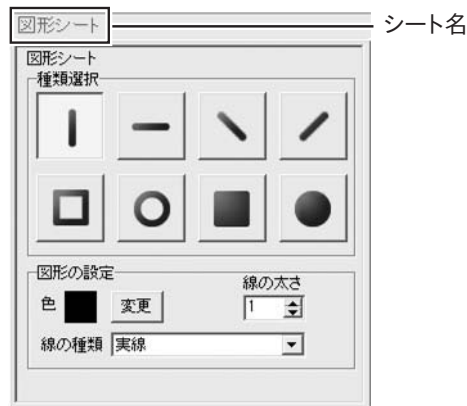 図形シート
シート名
図形シート
種類選択
図形の設定
色
変更
線の太さ
1
線の種類
実線